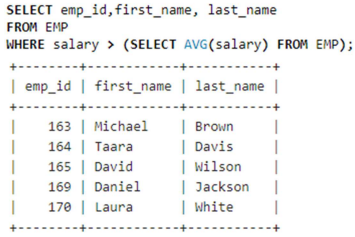 SELECT emp_id,first_name, last_name
FROM EMP
WHERE salary > (SELECT AVG(salary) FROM EMP);
+--------+------------+-----------+
| emp_id | first_name | last_name |
+--------+------------+-----------+
|    163 | Michael    | Brown     |
|    164 | Taara      | Davis     |
|    165 | David      | Wilson    |
|    169 | Daniel     | Jackson   |
|    170 | Laura      | White     |
+--------+------------+-----------+